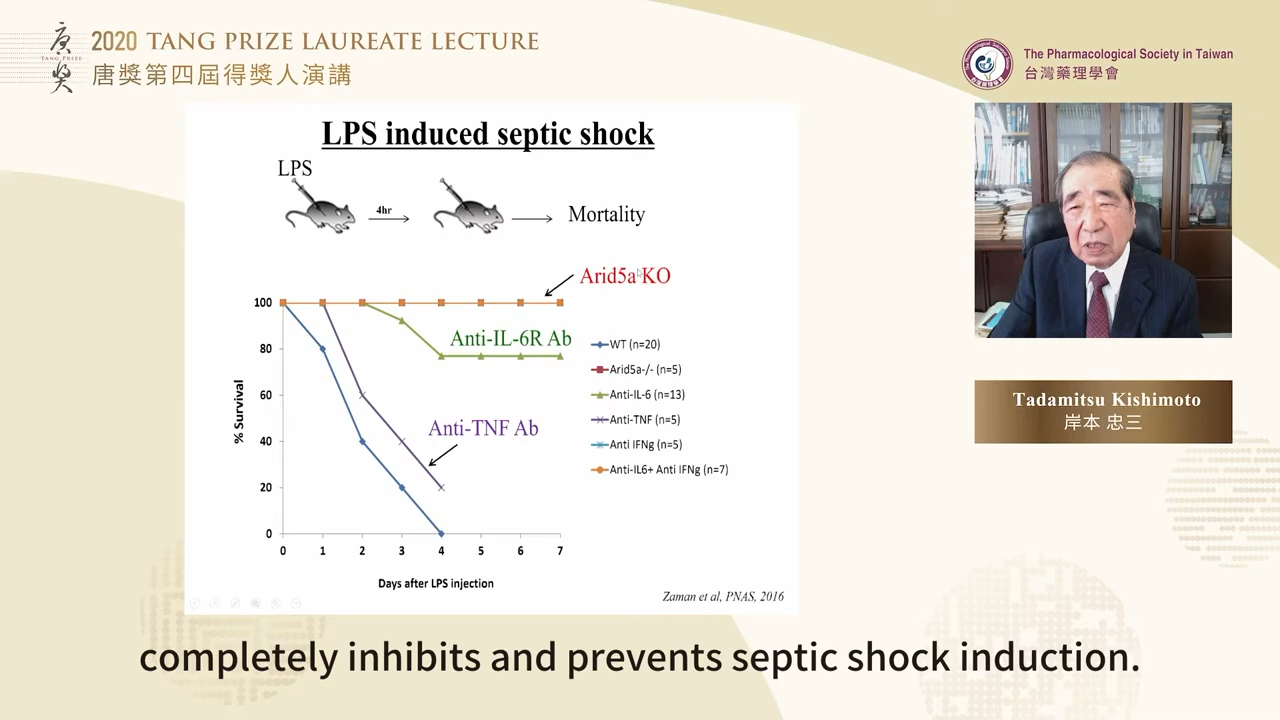 唐獎
TANG PRIZE
2020 TANG PRIZE LAUREATE LECTURE
唐獎第四屆得獎人演講
The Pharmacological Society in Taiwan
台灣藥理學會
LPS induced septic shock
LPS
4hr
Mortality
Arid5a KO
Anti-IL-6R Ab
Anti-TNF Ab
% Survival
100
80
60
40
20
0
0 1 2 3 4 5 6 7
Days after LPS injection
WT (n=20)
Arid5a-/- (n=5)
Anti-IL-6 (n=13)
Anti-TNF (n=5)
Anti IFNg (n=5)
Anti-IL6+ Anti IFNg (n=7)
Zaman et al, PNAS, 2016
Tadamitsu Kishimoto
岸本 忠三
completely inhibits and prevents septic shock induction.